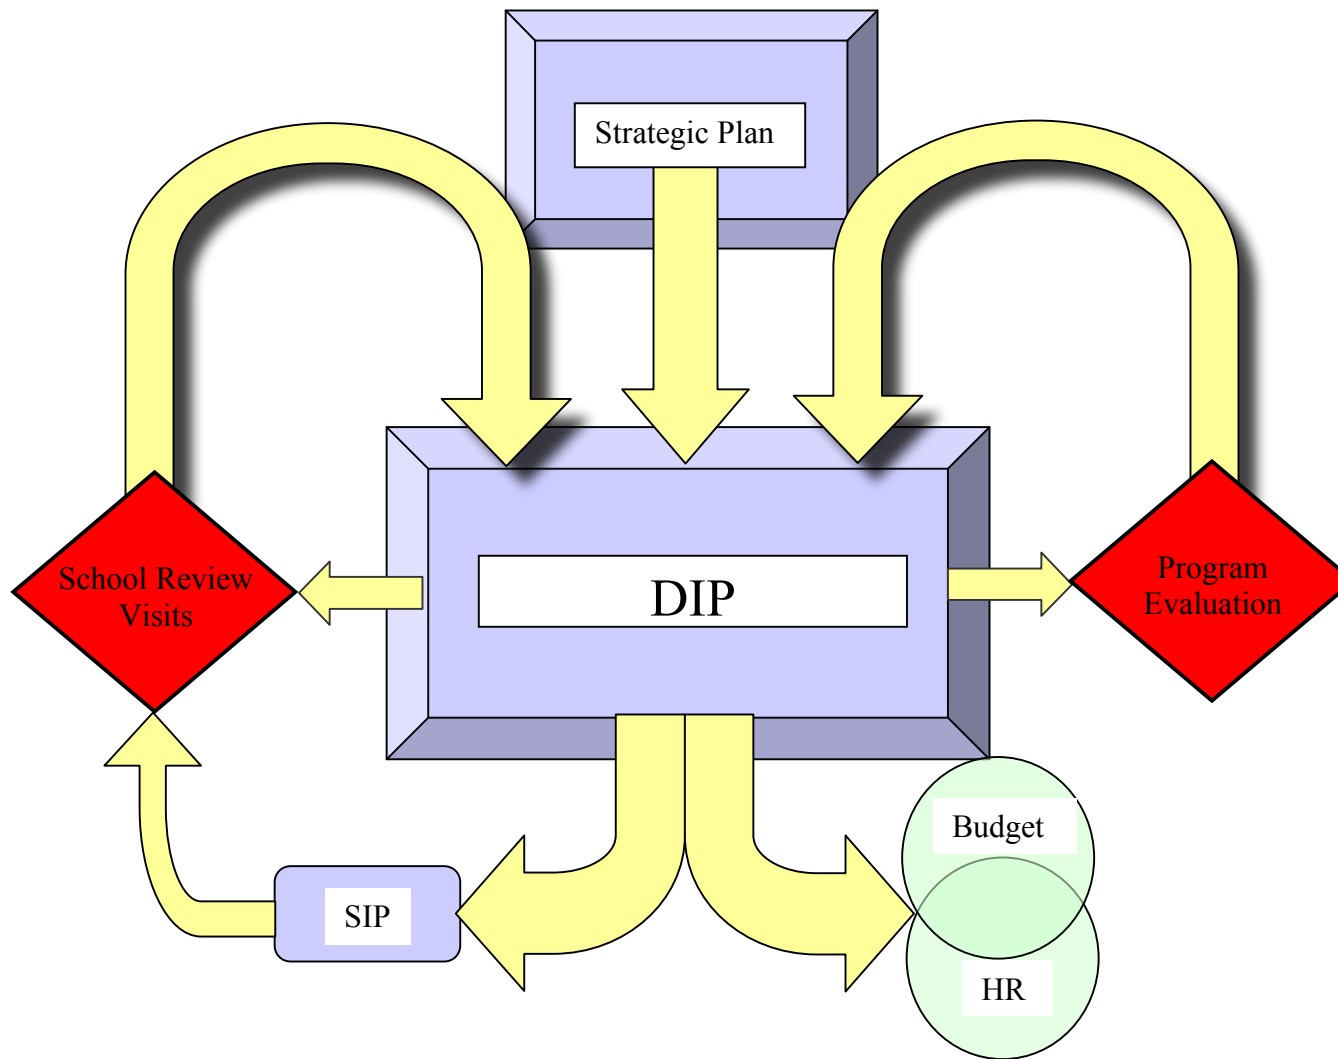 Strategic Plan
School Review
Visits
DIP
Program
Evaluation
Budget
SIP
HR